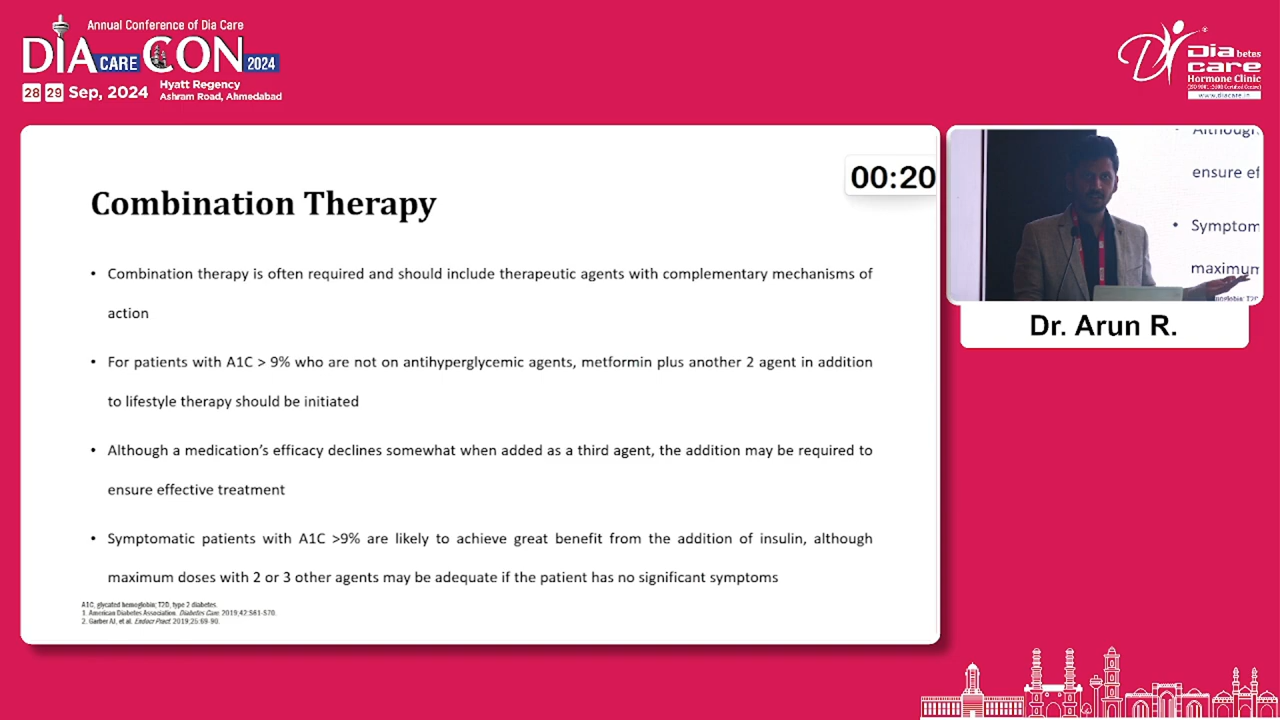 Annual Conference of Dia Care
DIA CARE CON 2024
28 29 Sep, 2024
Hyatt Regency
Ashram Road, Ahmedabad
Diabetes
care
Hormone Clinic
www.diacare.in
00:20
Combination Therapy
• Combination therapy is often required and should include therapeutic agents with complementary mechanisms of
action
• For patients with A1C > 9% who are not on antihyperglycemic agents, metformin plus another 2 agent in addition
to lifestyle therapy should be initiated
• Although a medication's efficacy declines somewhat when added as a third agent, the addition may be required to
ensure effective treatment
• Symptomatic patients with A1C >9% are likely to achieve great benefit from the addition of insulin, although
maximum doses with 2 or 3 other agents may be adequate if the patient has no significant symptoms
A1C, glycated hemoglobin; T2D, type 2 diabetes.
1. American Diabetes Association. Diabetes Care. 2019;42:S61-S70.
2. Garber AJ, et al. Endocr Pract. 2019;25:69-90.
ensure ef
• Symptom
maximum
Dr. Arun R.